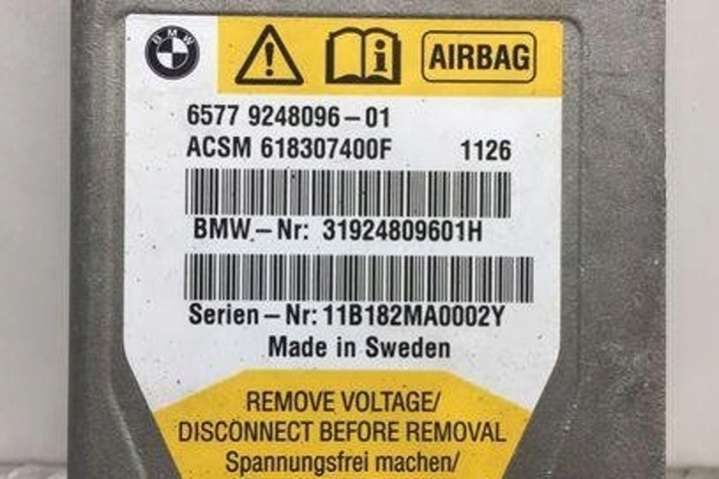 BMW
AIRBAG
6577 9248096-01
ACSM 618307400F 1126
BMW.-Nr: 31924809601H
Serien-Nr: 11B182MA0002Y
Made in Sweden
REMOVE VOLTAGE/
DISCONNECT BEFORE REMOVAL
Spannungsfrei machen/